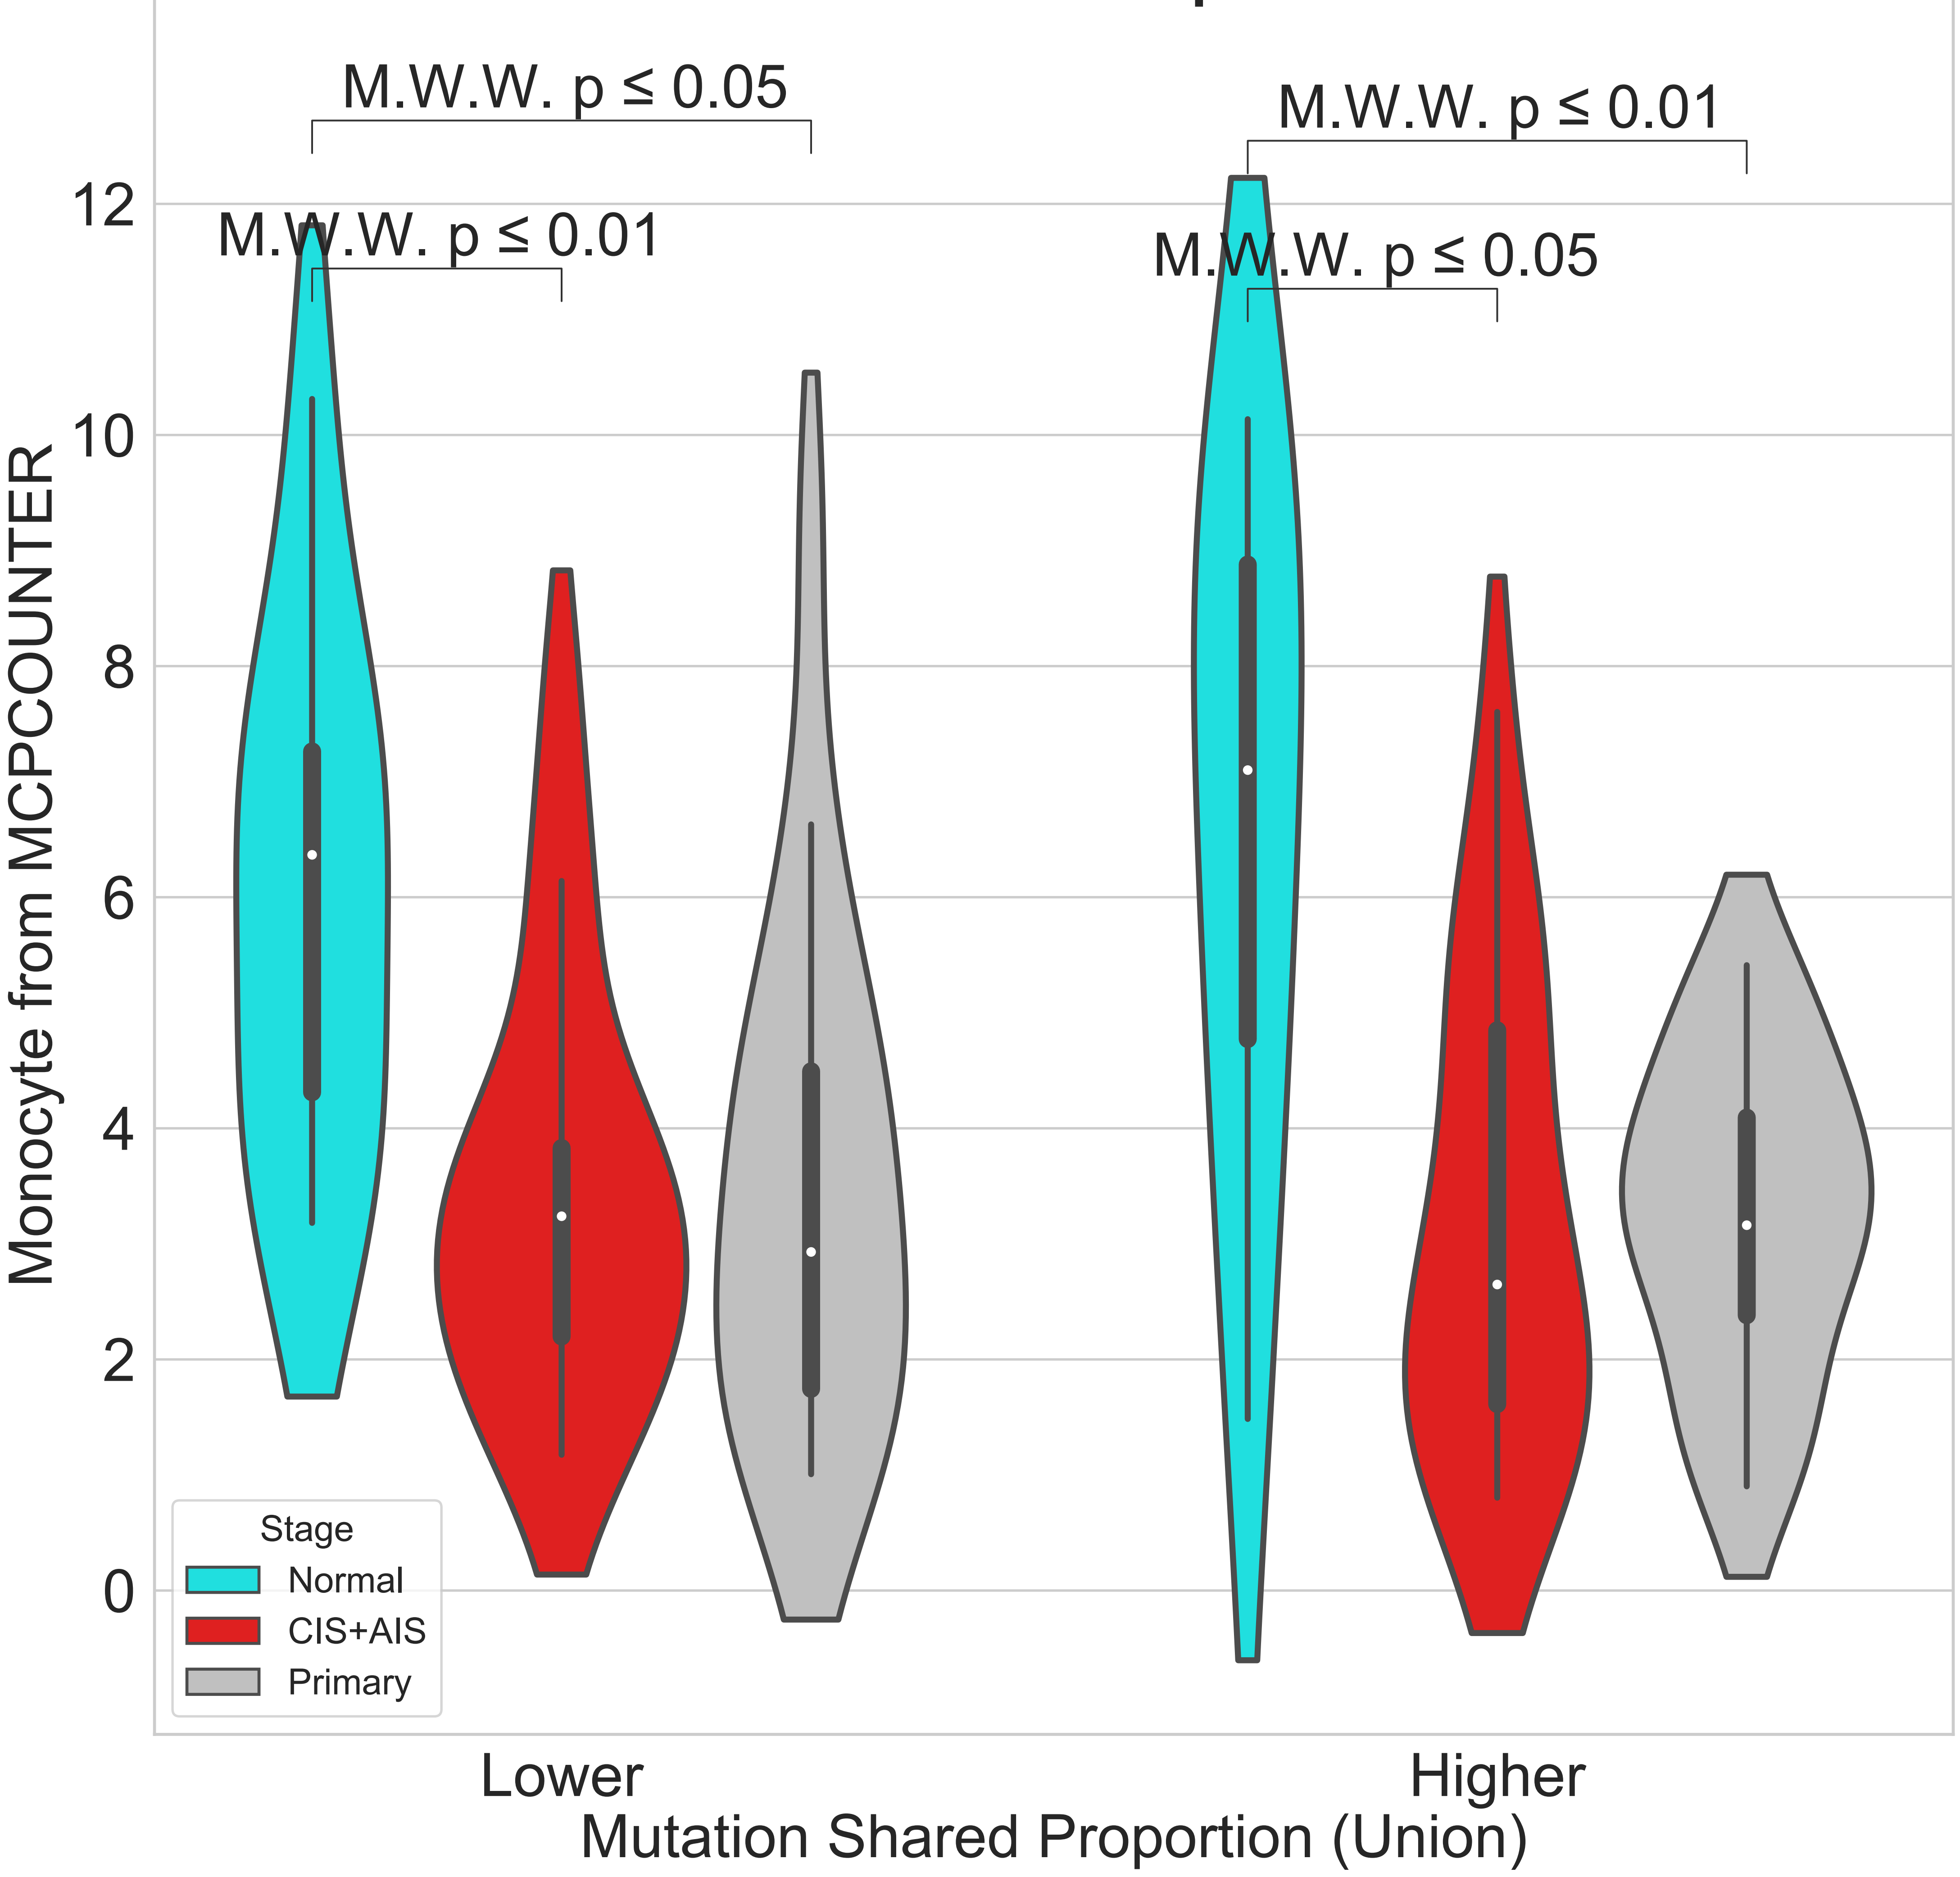 M.W.W. p ≤ 0.05
M.W.W. p ≤ 0.01
M.W.W. p ≤ 0.01
M.W.W. p ≤ 0.05
12
10
8
6
4
2
0
Monocyte from MCPCOUNTER
Stage
Normal
CIS+AIS
Primary
Lower
Higher
Mutation Shared Proportion (Union)